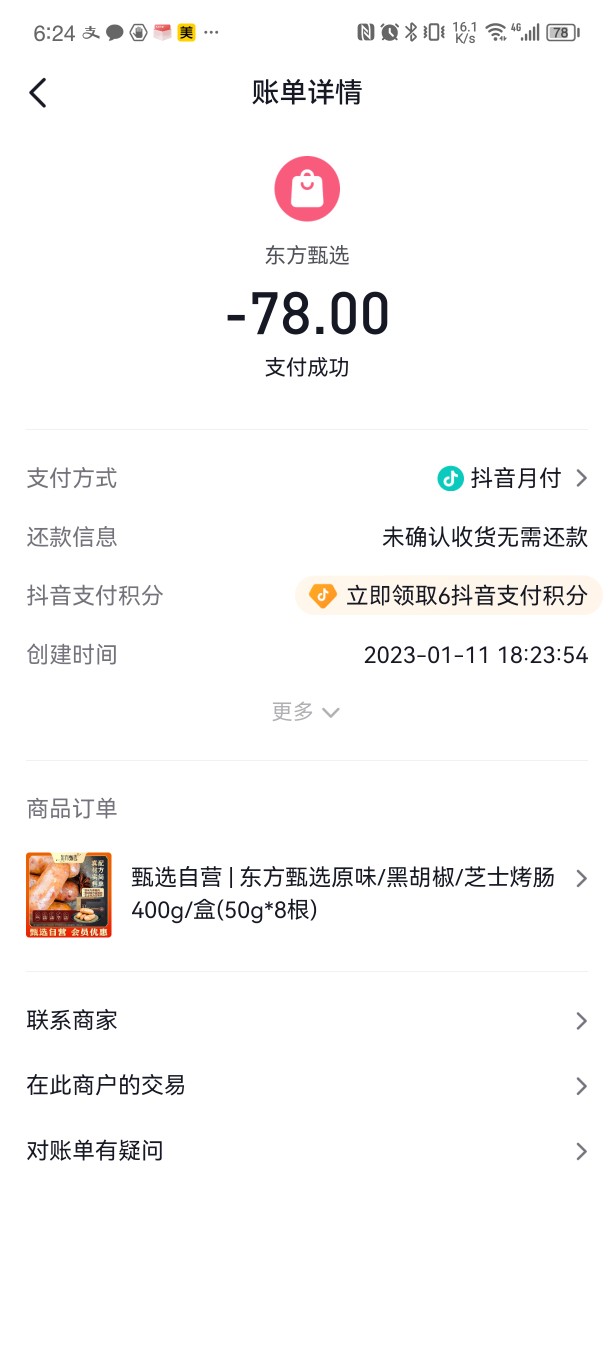 6:24 支 美 ...
16.1 K/s 4G 78
账单详情
东方甄选
-78.00
支付成功
支付方式 抖音月付
还款信息 未确认收货无需还款
抖音支付积分 立即领取6抖音支付积分
创建时间 2023-01-11 18:23:54
更多
商品订单
甄选自营 | 东方甄选原味/黑胡椒/芝士烤肠
400g/盒(50g*8根)
甄选自营 会员优惠
联系商家
在此商户的交易
对账单有疑问